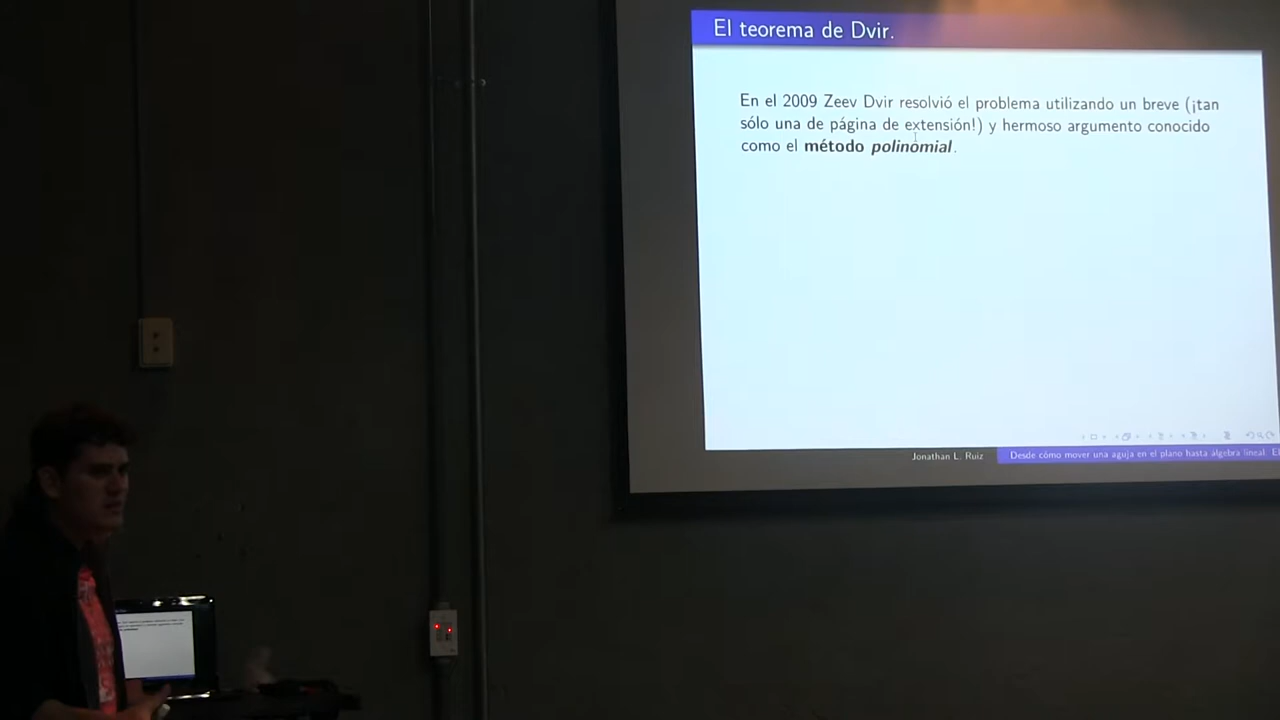 El teorema de Dvir.
En el 2009 Zeev Dvir resolvió el problema utilizando un breve (¡tan
sólo una de página de extensión!) y hermoso argumento conocido
como el método polinomial.
Jonathan L. Ruiz
Desde cómo mover una aguja en el plano hasta álgebra lineal. El